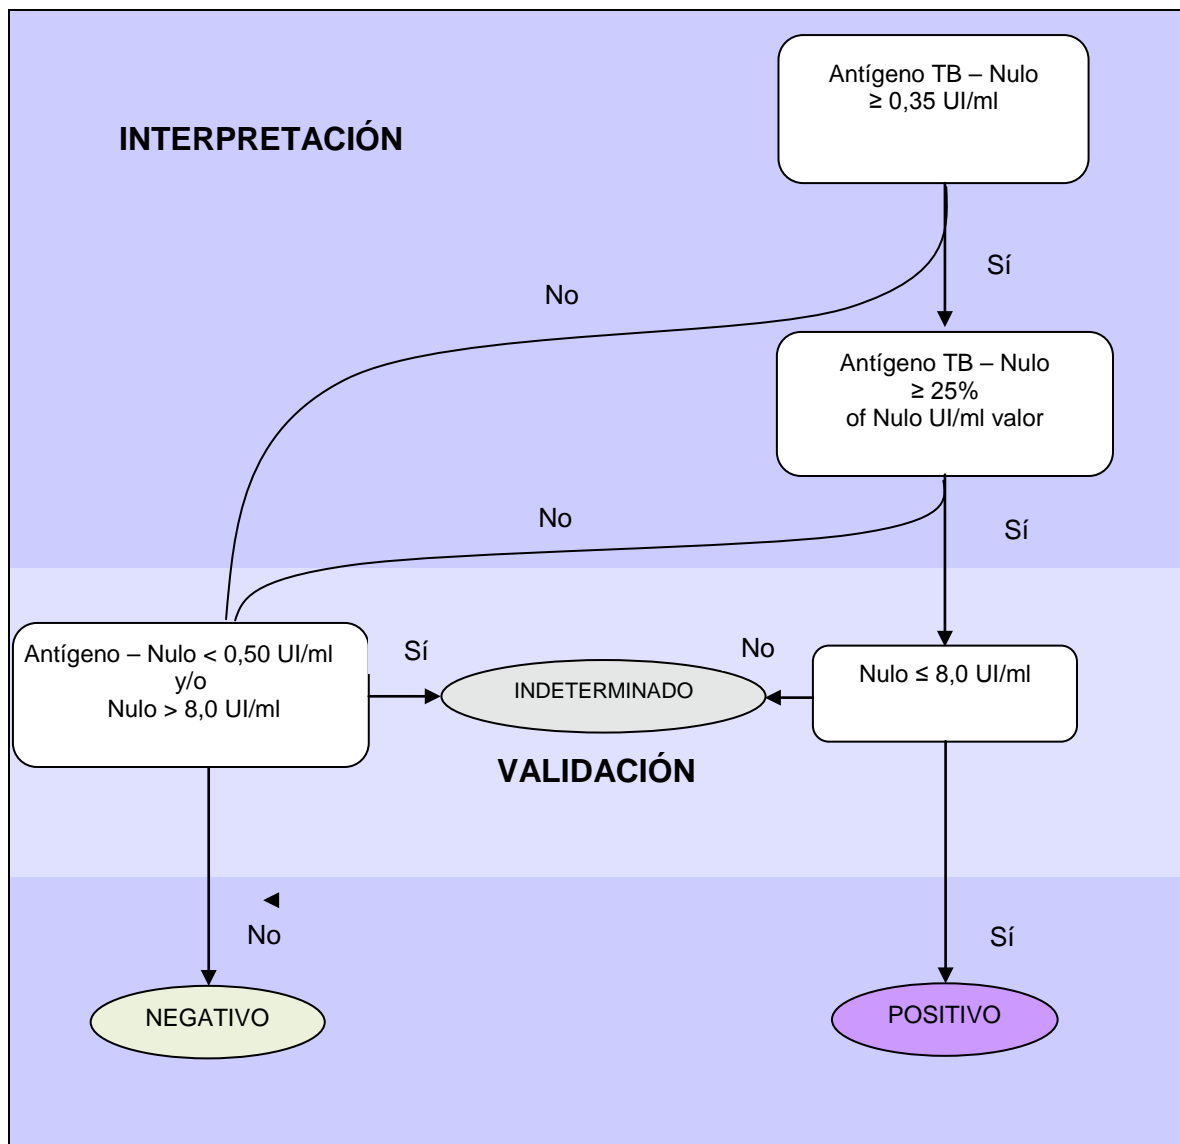 Antígeno TB – Nulo
≥ 0,35 UI/ml
INTERPRETACIÓN
Sí
No
Antígeno TB – Nulo
≥ 25%
of Nulo UI/ml valor
No
Sí
Antígeno – Nulo < 0,50 UI/ml
y/o
Nulo > 8,0 UI/ml
Sí
INDETERMINADO
No
Nulo ≤ 8,0 UI/ml
VALIDACIÓN
No
Sí
NEGATIVO
POSITIVO